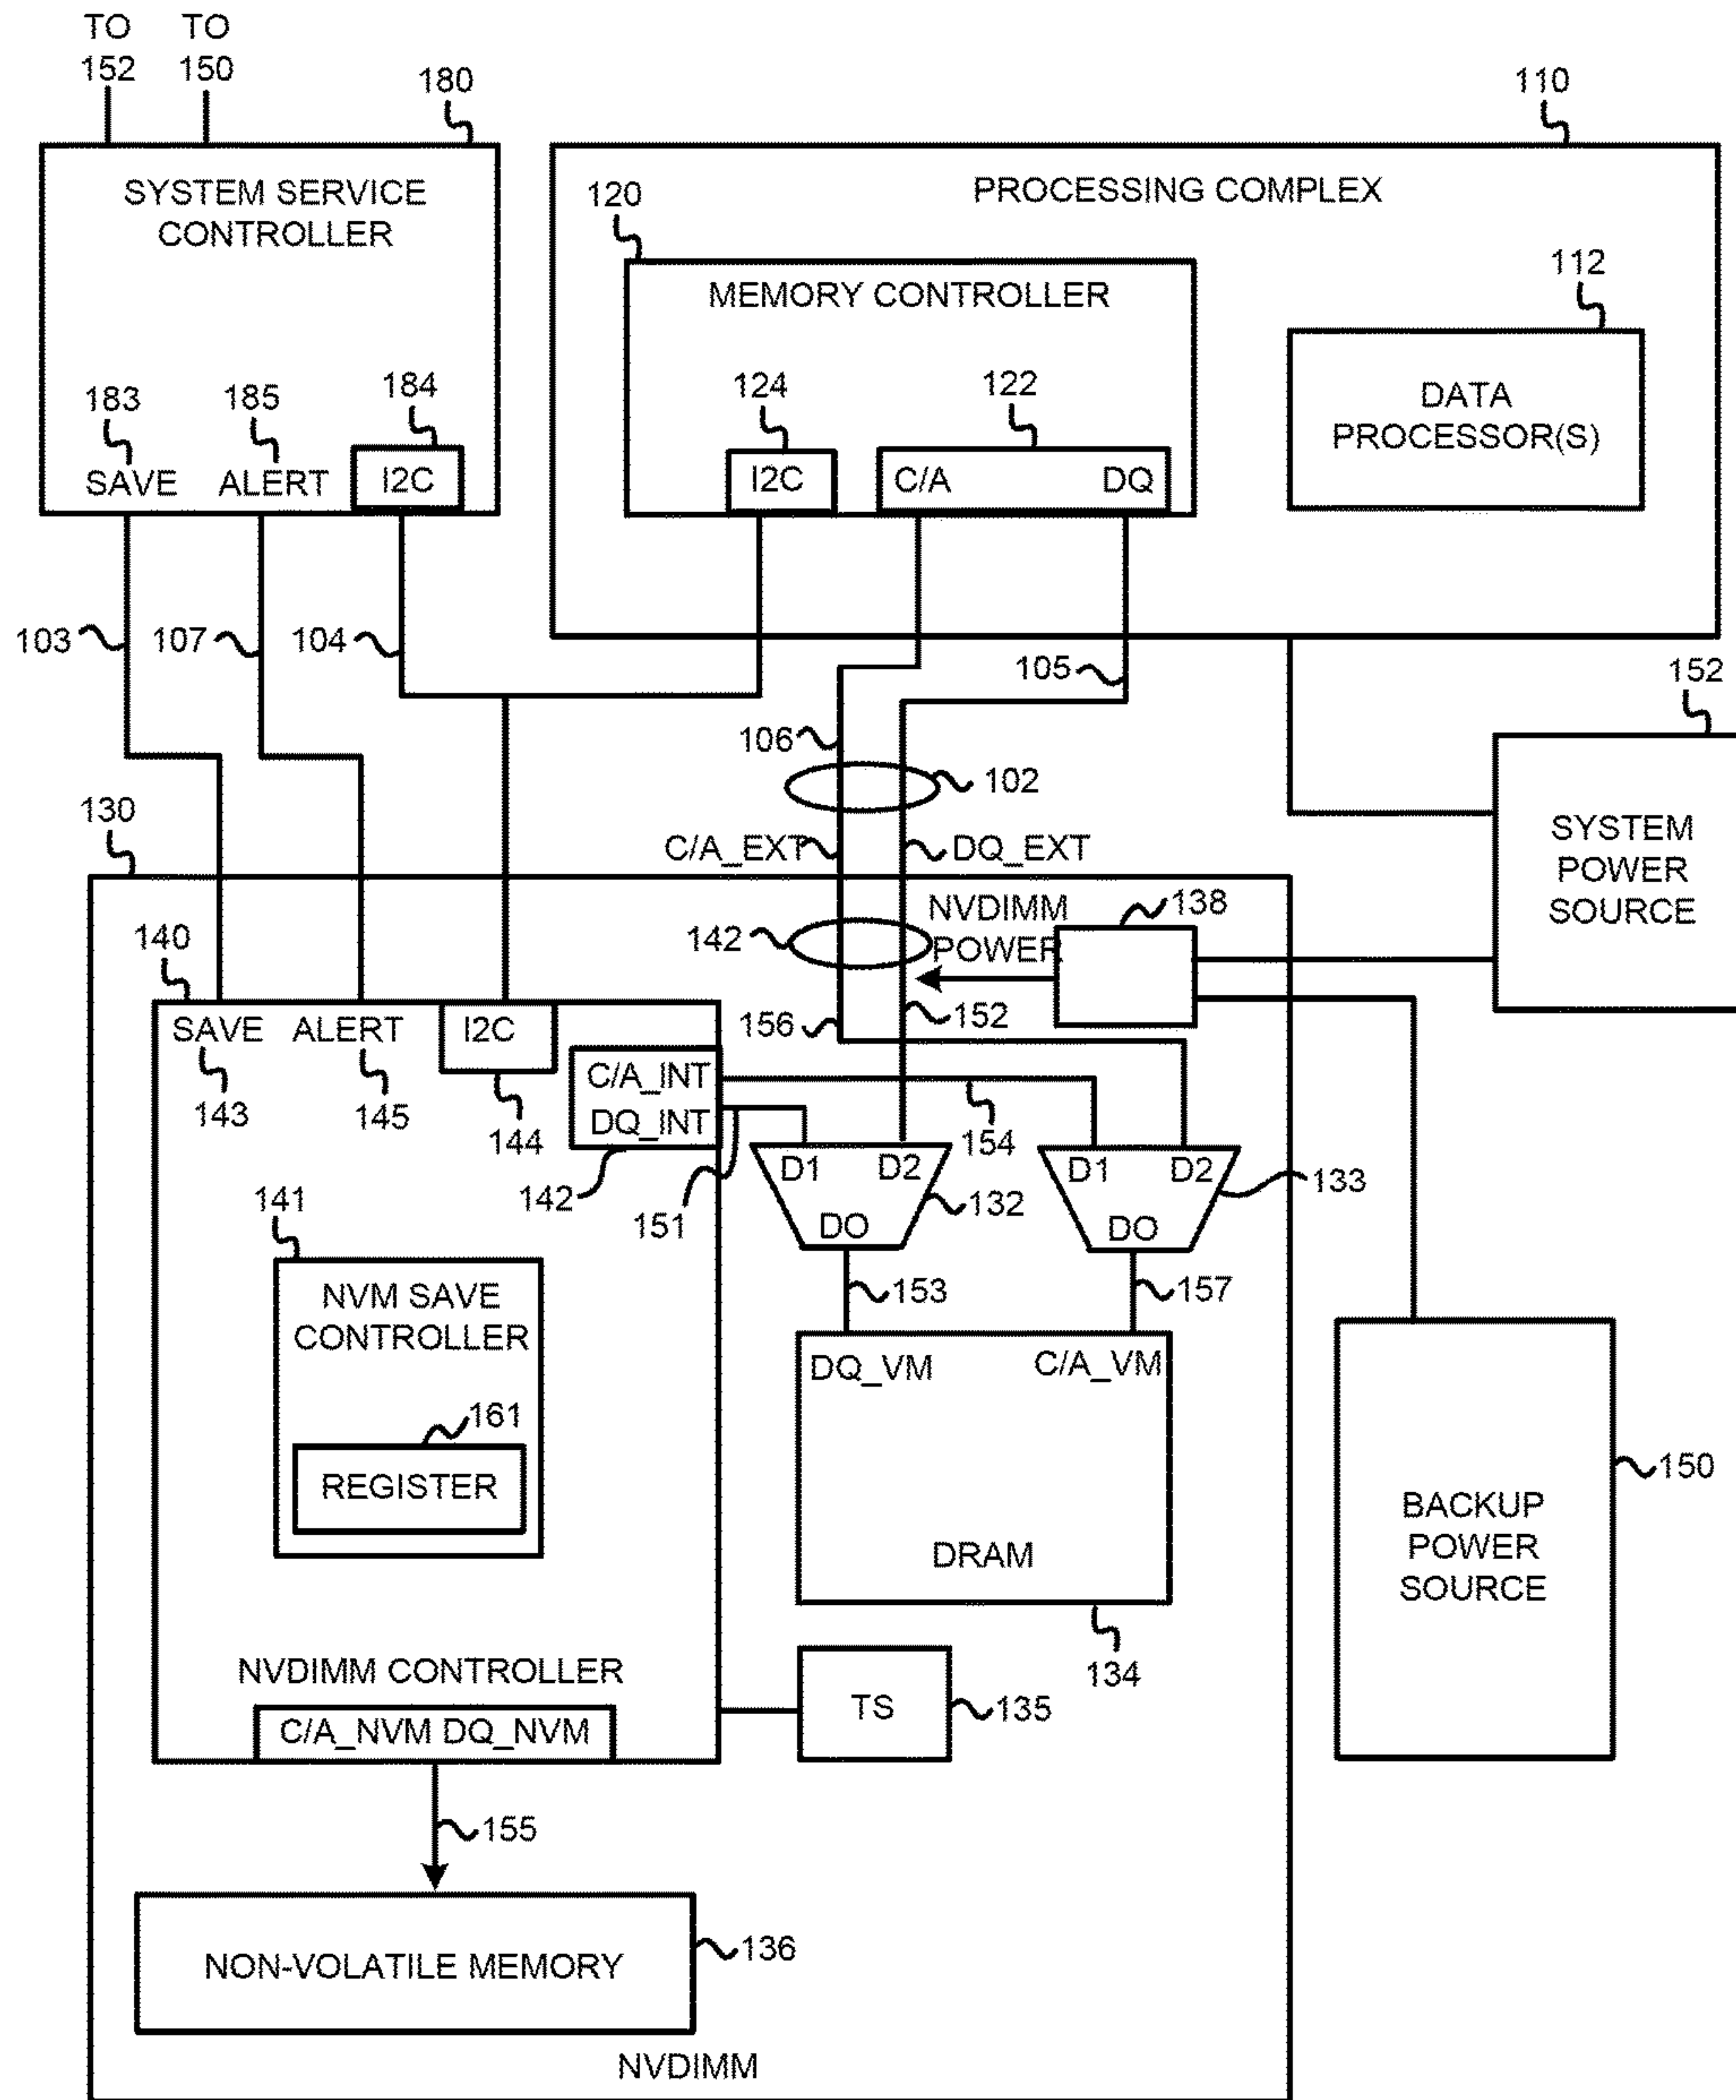 TO
152
TO
150
180
110
SYSTEM SERVICE
CONTROLLER
PROCESSING COMPLEX
120
MEMORY CONTROLLER
112
DATA
PROCESSOR(S)
183
185
184
124
122
SAVE
ALERT
I2C
I2C
C/A
DQ
103
107
104
105
152
106
102
130
C/A_EXT
DQ_EXT
SYSTEM
POWER
SOURCE
NVDIMM
POWER
138
140
142
156
152
SAVE
ALERT
I2C
143
145
144
C/A_INT
DQ_INT
154
142
151
D1
D2
DO
132
D1
D2
DO
133
141
NVM SAVE
CONTROLLER
153
157
DQ_VM
C/A_VM
161
REGISTER
150
BACKUP
POWER
SOURCE
DRAM
134
NVDIMM CONTROLLER
C/A_NVM DQ_NVM
TS
135
155
NON-VOLATILE MEMORY
136
NVDIMM